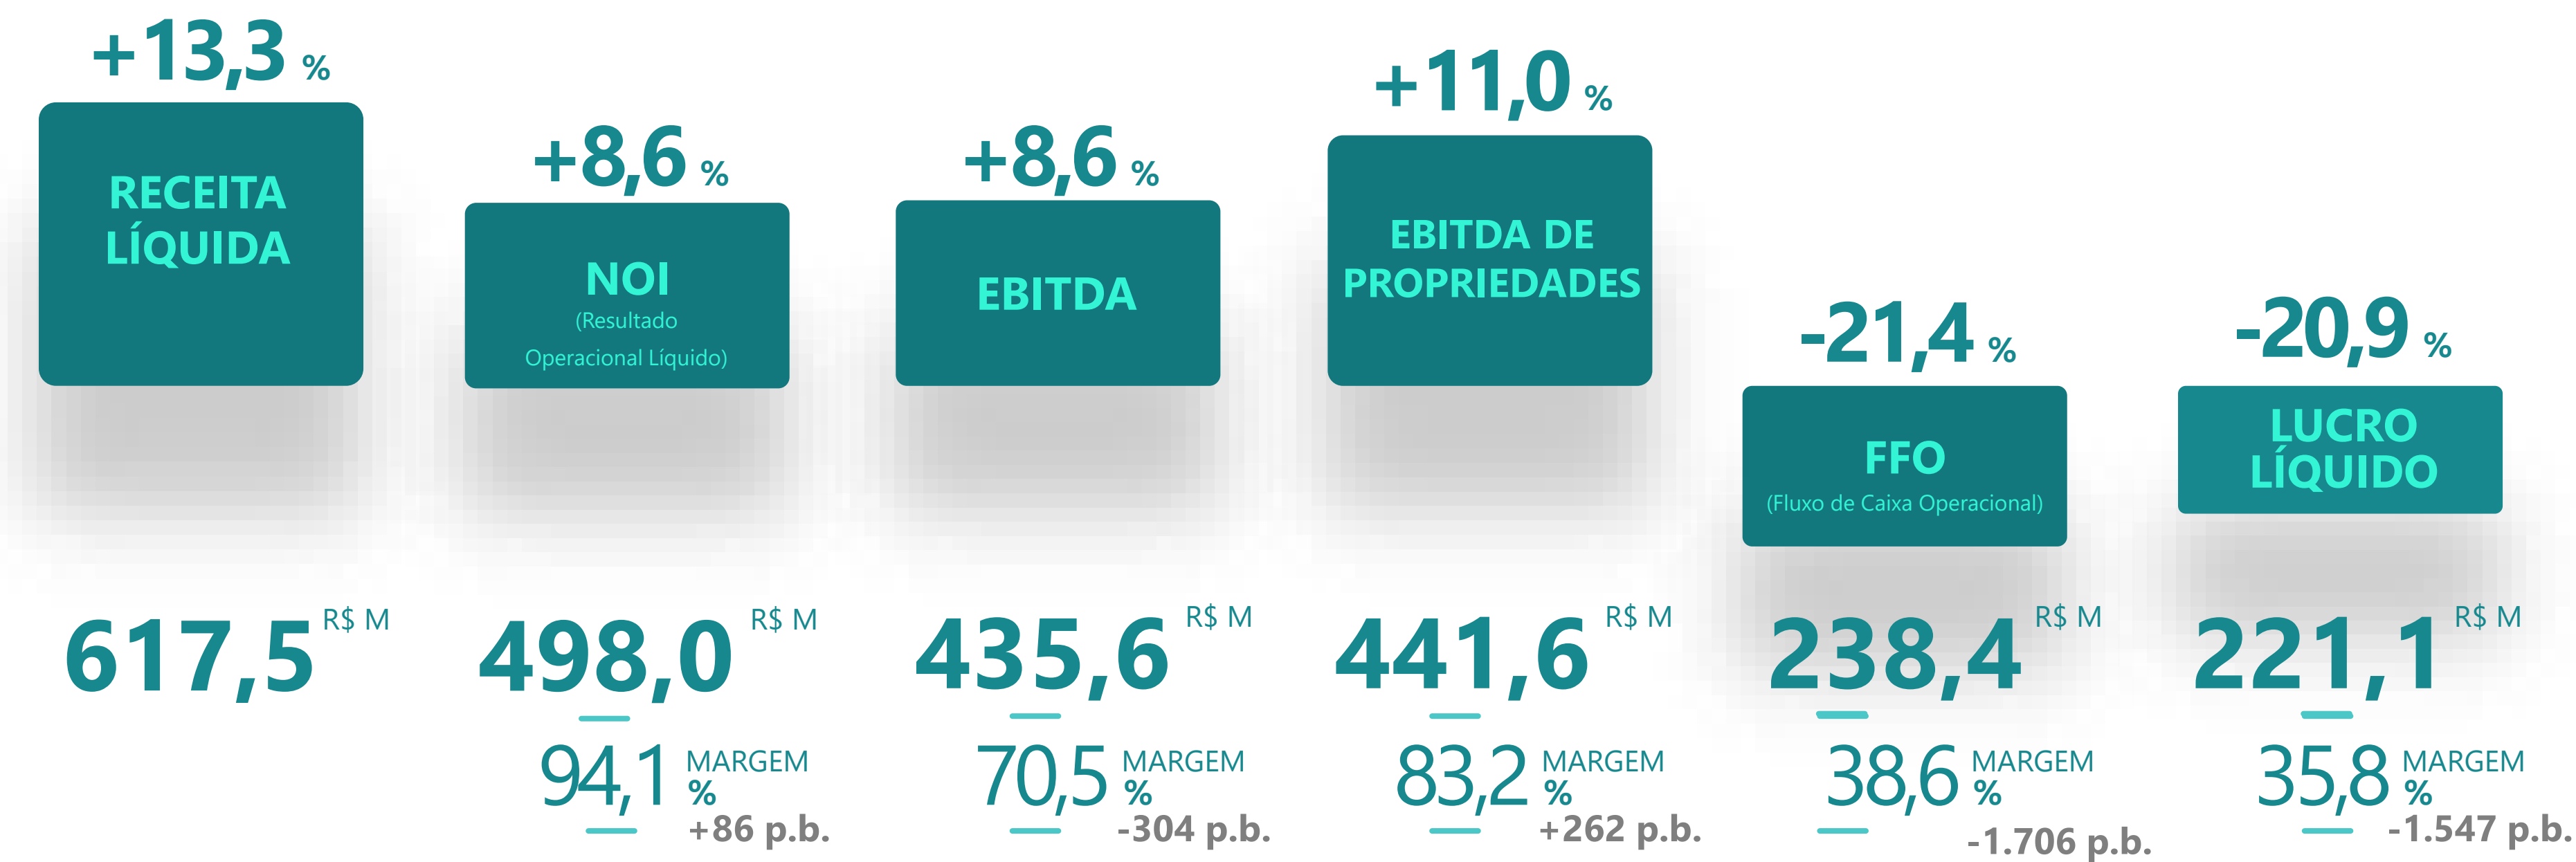 +13,3 %
RECEITA
LÍQUIDA
617,5 R$ M
+8,6 %
NOI
(Resultado
Operacional Líquido)
498,0 R$ M
94,1 MARGEM
%
+86 p.b.
+8,6 %
EBITDA
435,6 R$ M
70,5 MARGEM
%
-304 p.b.
+11,0 %
EBITDA DE
PROPRIEDADES
441,6 R$ M
83,2 MARGEM
%
+262 p.b.
-21,4 %
FFO
(Fluxo de Caixa Operacional)
238,4 R$ M
38,6 MARGEM
%
-1.706 p.b.
-20,9 %
LUCRO
LÍQUIDO
221,1 R$ M
35,8 MARGEM
%
-1.547 p.b.